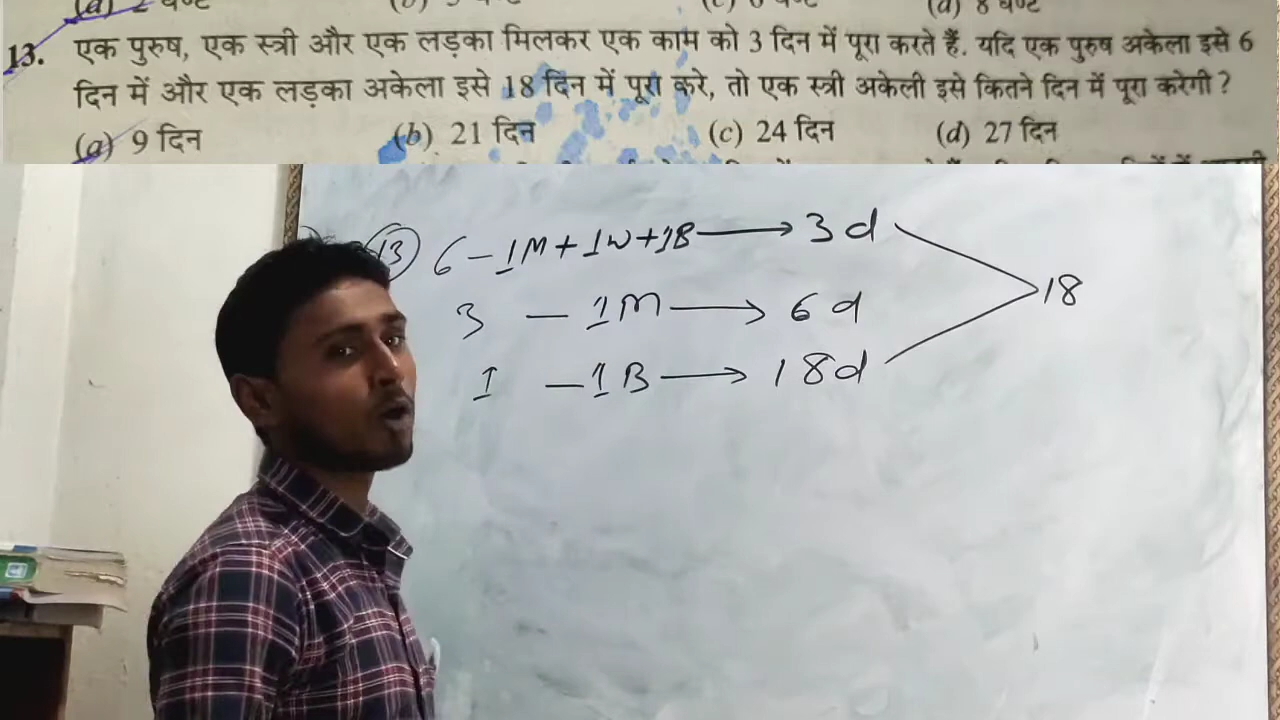 13. एक पुरुष, एक स्त्री और एक लड़का मिलकर एक काम को 3 दिन में पूरा करते हैं. यदि एक पुरुष अकेला इसे 6
दिन में और एक लड़का अकेला इसे 18 दिन में पूरा करे, तो एक स्त्री अकेली इसे कितने दिन में पूरा करेगी ?
(a) 9 दिन (b) 21 दिन (c) 24 दिन (d) 27 दिन
13 6 - 1M + 1W + 1B → 3d
18
3 - 1M → 6d
1 - 1B → 18d